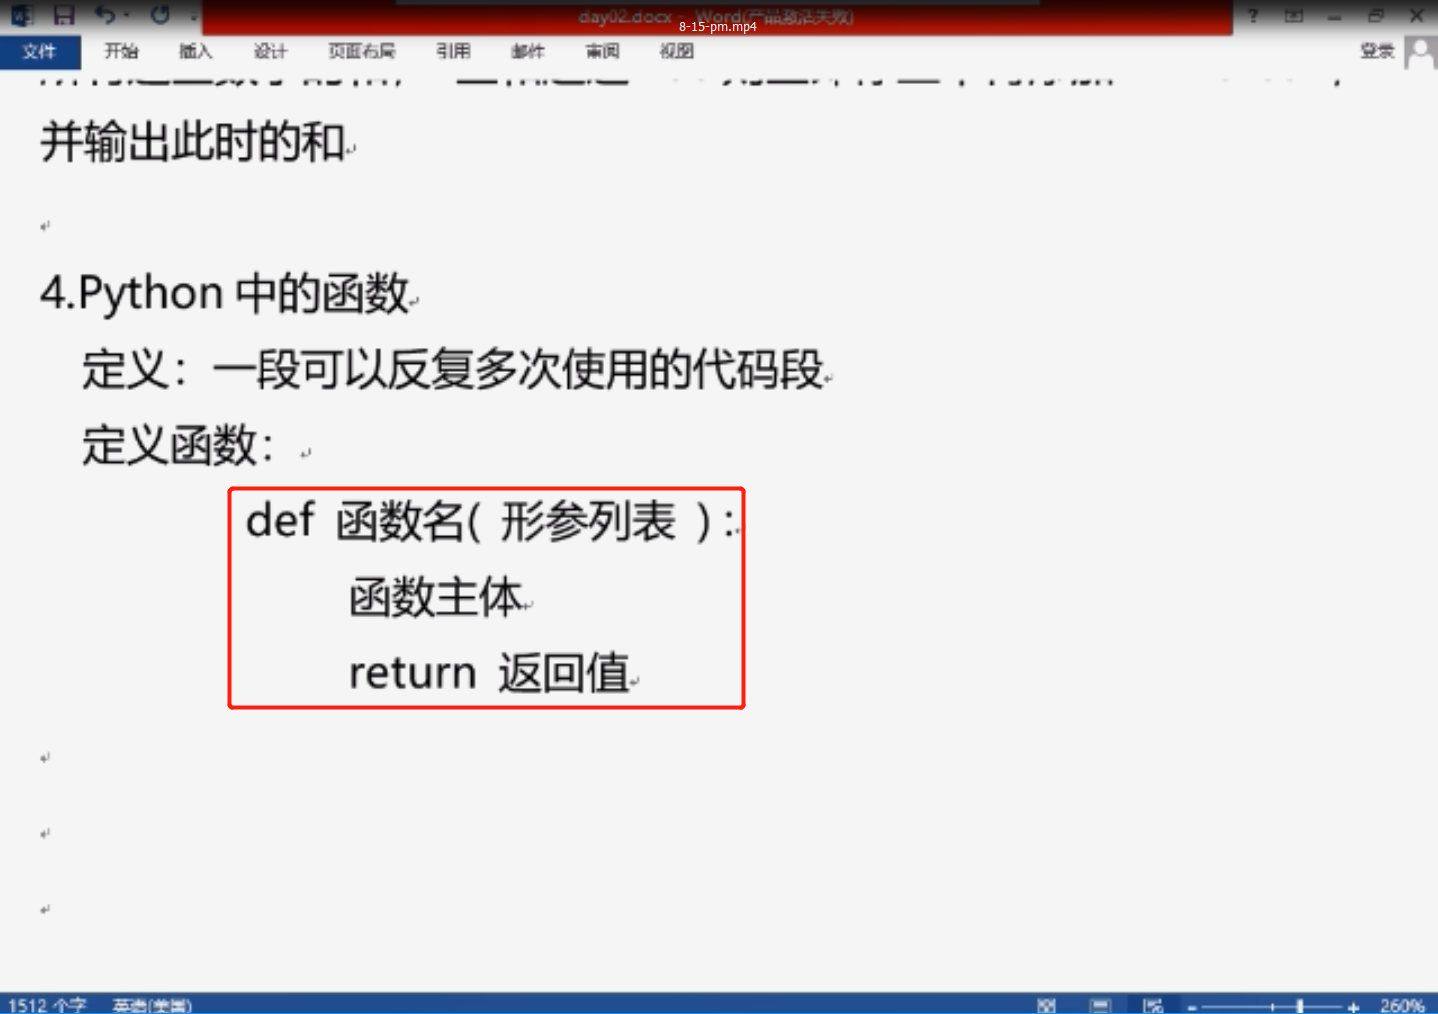 day02.docx - Word(产品激活失败)
8-15-pm.mp4
文件 开始 插入 设计 页面布局 引用 邮件 审阅 视图 登录
并输出此时的和
4.Python 中的函数
定义：一段可以反复多次使用的代码段
定义函数：
def 函数名( 形参列表 ) :
函数主体
return 返回值
1512 个字 英语(美国) 260%